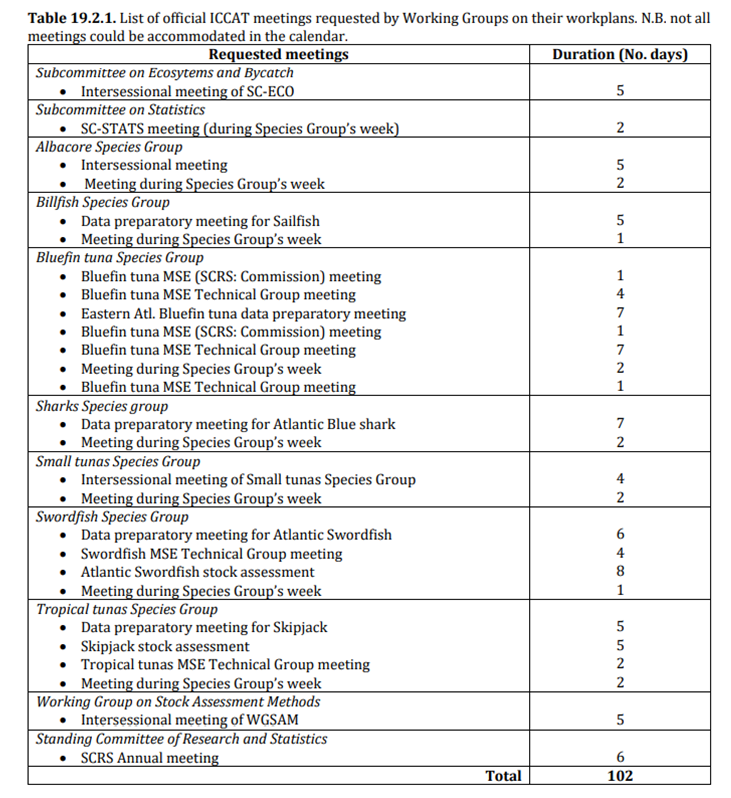 Table 19.2.1. List of official ICCAT meetings requested by Working Groups on their workplans. N.B. not all
meetings could be accommodated in the calendar.
Requested meetings Duration (No. days)
Subcommittee on Ecosytems and Bycatch
• Intersessional meeting of SC-ECO 5
Subcommittee on Statistics
• SC-STATS meeting (during Species Group's week) 2
Albacore Species Group
• Intersessional meeting 5
• Meeting during Species Group's week 2
Billfish Species Group
• Data preparatory meeting for Sailfish 5
• Meeting during Species Group's week 1
Bluefin tuna Species Group
• Bluefin tuna MSE (SCRS: Commission) meeting 1
• Bluefin tuna MSE Technical Group meeting 4
• Eastern Atl. Bluefin tuna data preparatory meeting 7
• Bluefin tuna MSE (SCRS: Commission) meeting 1
• Bluefin tuna MSE Technical Group meeting 7
• Meeting during Species Group's week 2
• Bluefin tuna MSE Technical Group meeting 1
Sharks Species group
• Data preparatory meeting for Atlantic Blue shark 7
• Meeting during Species Group's week 2
Small tunas Species Group
• Intersessional meeting of Small tunas Species Group 4
• Meeting during Species Group's week 2
Swordfish Species Group
• Data preparatory meeting for Atlantic Swordfish 6
• Swordfish MSE Technical Group meeting 4
• Atlantic Swordfish stock assessment 8
• Meeting during Species Group's week 1
Tropical tunas Species Group
• Data preparatory meeting for Skipjack 5
• Skipjack stock assessment 5
• Tropical tunas MSE Technical Group meeting 2
• Meeting during Species Group's week 2
Working Group on Stock Assessment Methods
• Intersessional meeting of WGSAM 5
Standing Committee of Research and Statistics
• SCRS Annual meeting 6
Total 102